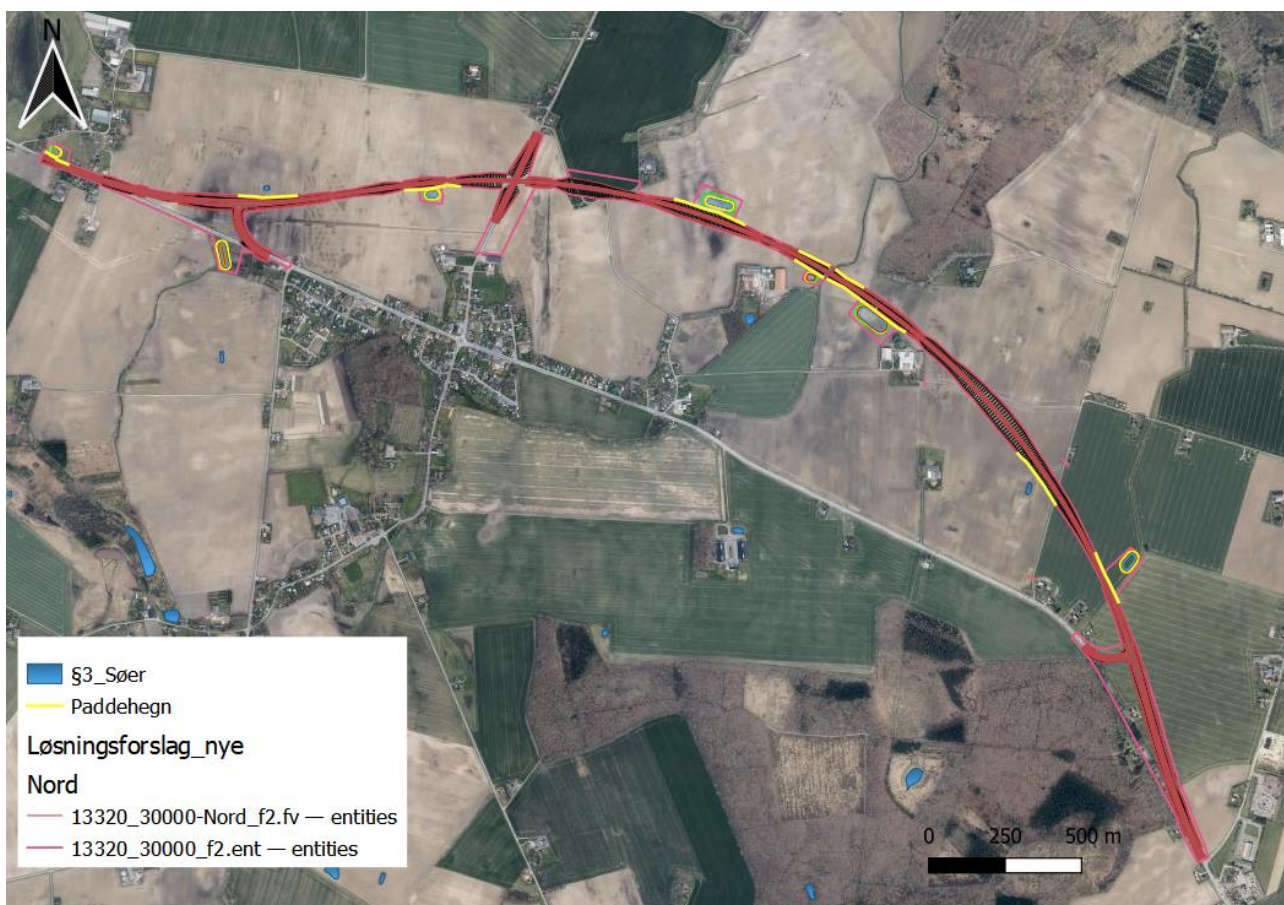 N
§3_Søer
Paddehegn
Løsningsforslag_nye
Nord
13320_30000-Nord_f2.fv — entities
13320_30000_f2.ent — entities
0 250 500 m